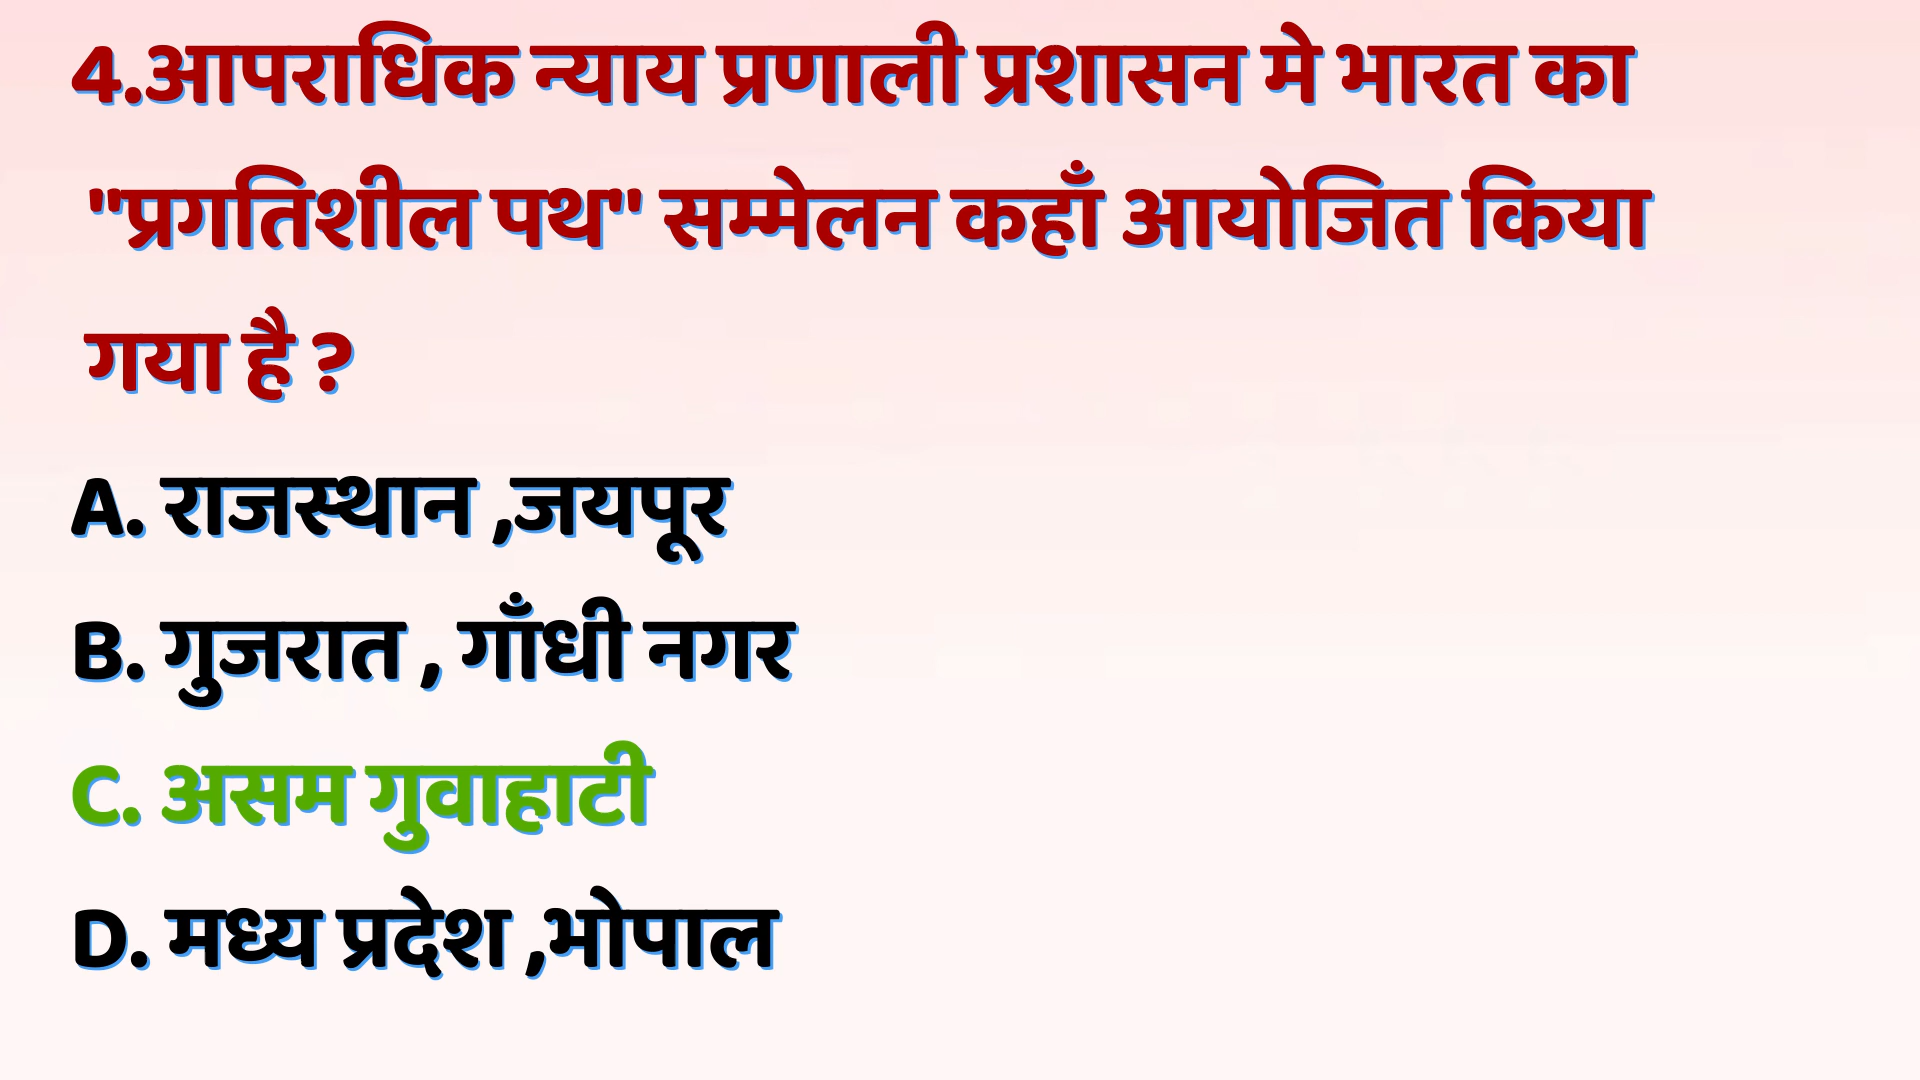 4.आपराधिक न्याय प्रणाली प्रशासन मे भारत का
"प्रगतिशील पथ" सम्मेलन कहाँ आयोजित किया
गया है ?
A. राजस्थान ,जयपूर
B. गुजरात , गाँधी नगर
C. असम गुवाहाटी
D. मध्य प्रदेश ,भोपाल